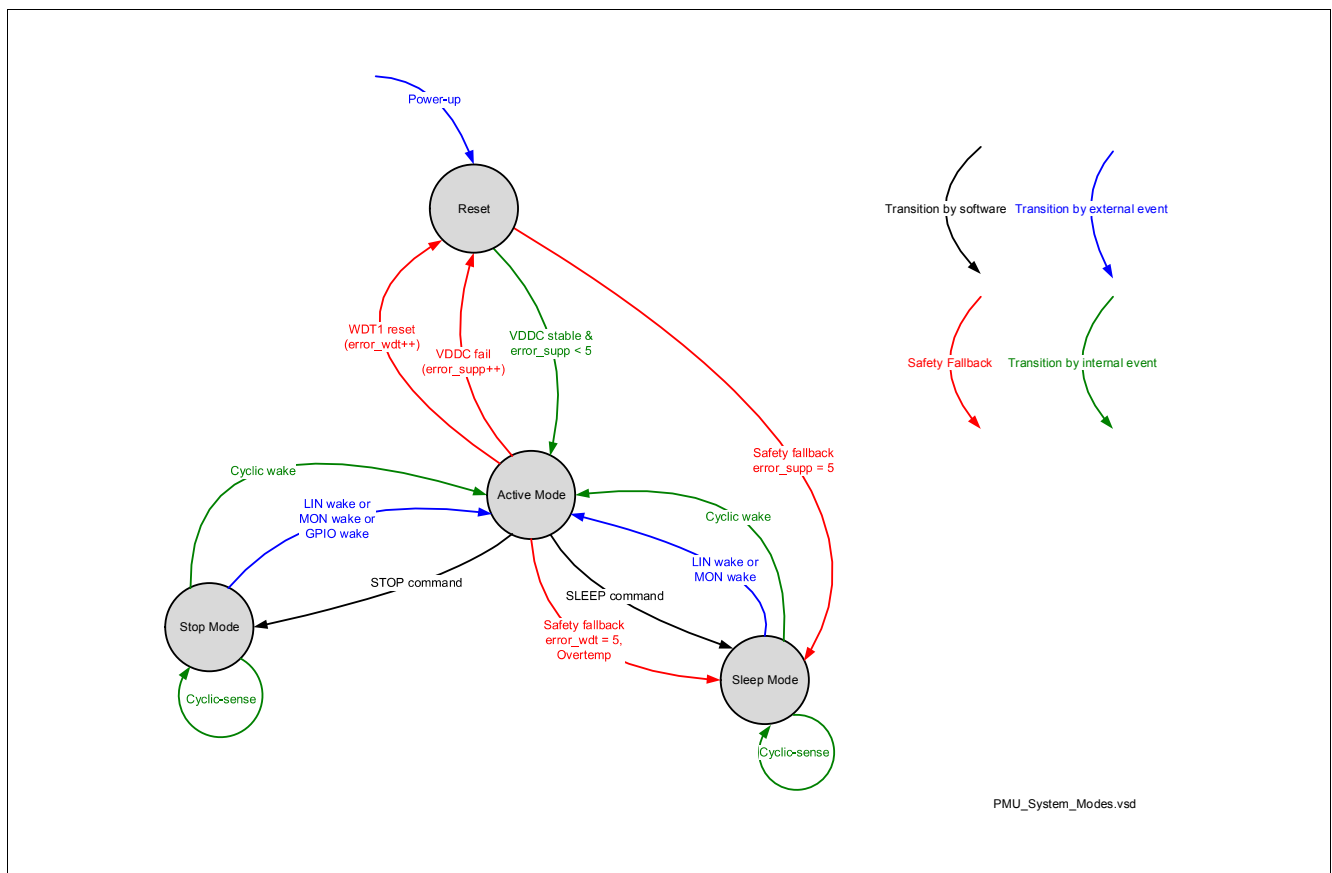 Power-up
Reset
Transition by software
Transition by external event
WDT1 reset
(error_wdt++)
VDDC fail
(error_supp++)
VDDC stable &
error_supp < 5
Safety Fallback
Transition by internal event
Safety fallback
error_supp = 5
Cyclic wake
Active Mode
LIN wake or
MON wake or
GPIO wake
Cyclic wake
LIN wake or
MON wake
STOP command
SLEEP command
Stop Mode
Safety fallback
error_wdt = 5,
Overtemp
Sleep Mode
Cyclic-sense
Cyclic-sense
PMU_System_Modes.vsd